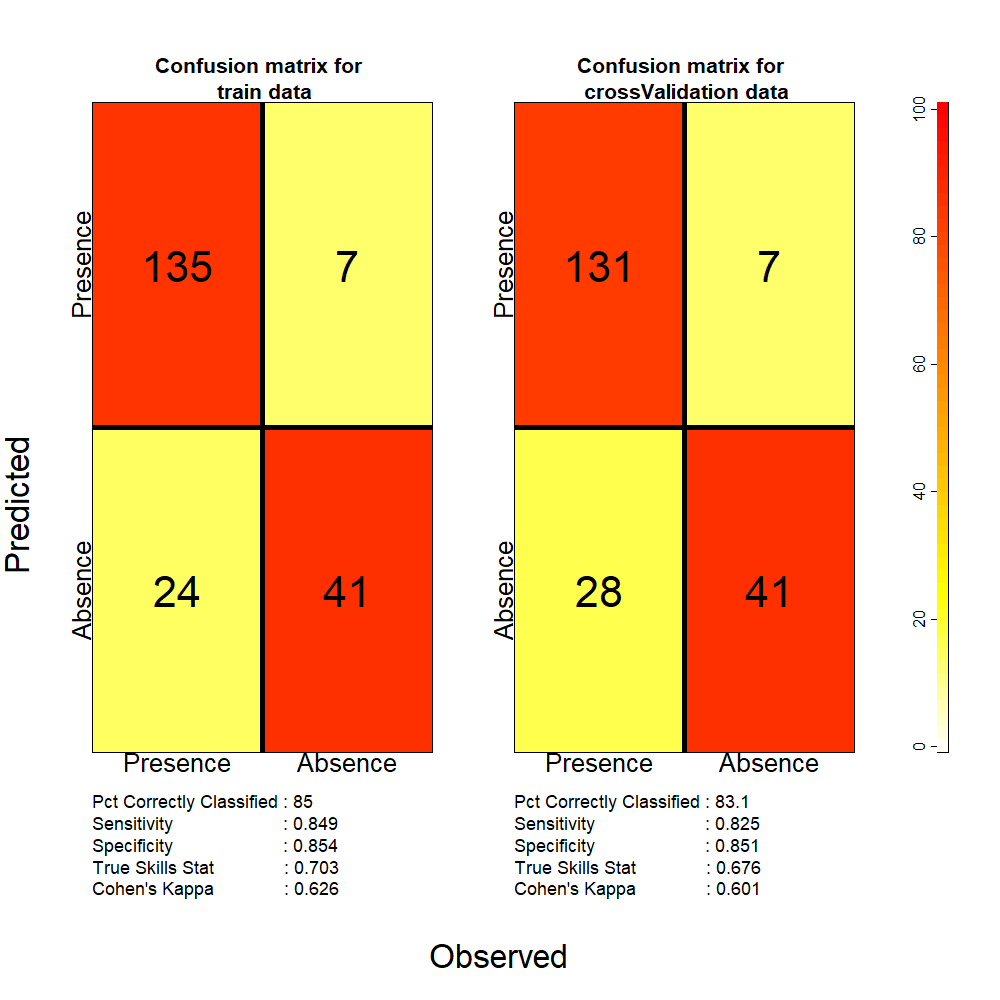 Confusion matrix for
train data
Presence
135
7
Absence
24
41
Presence
Absence
Pct Correctly Classified : 85
Sensitivity : 0.849
Specificity : 0.854
True Skills Stat : 0.703
Cohen's Kappa : 0.626
Confusion matrix for
crossValidation data
Presence
131
7
Absence
28
41
Presence
Absence
Pct Correctly Classified : 83.1
Sensitivity : 0.825
Specificity : 0.851
True Skills Stat : 0.676
Cohen's Kappa : 0.601
100
80
60
40
20
0
Predicted
Observed